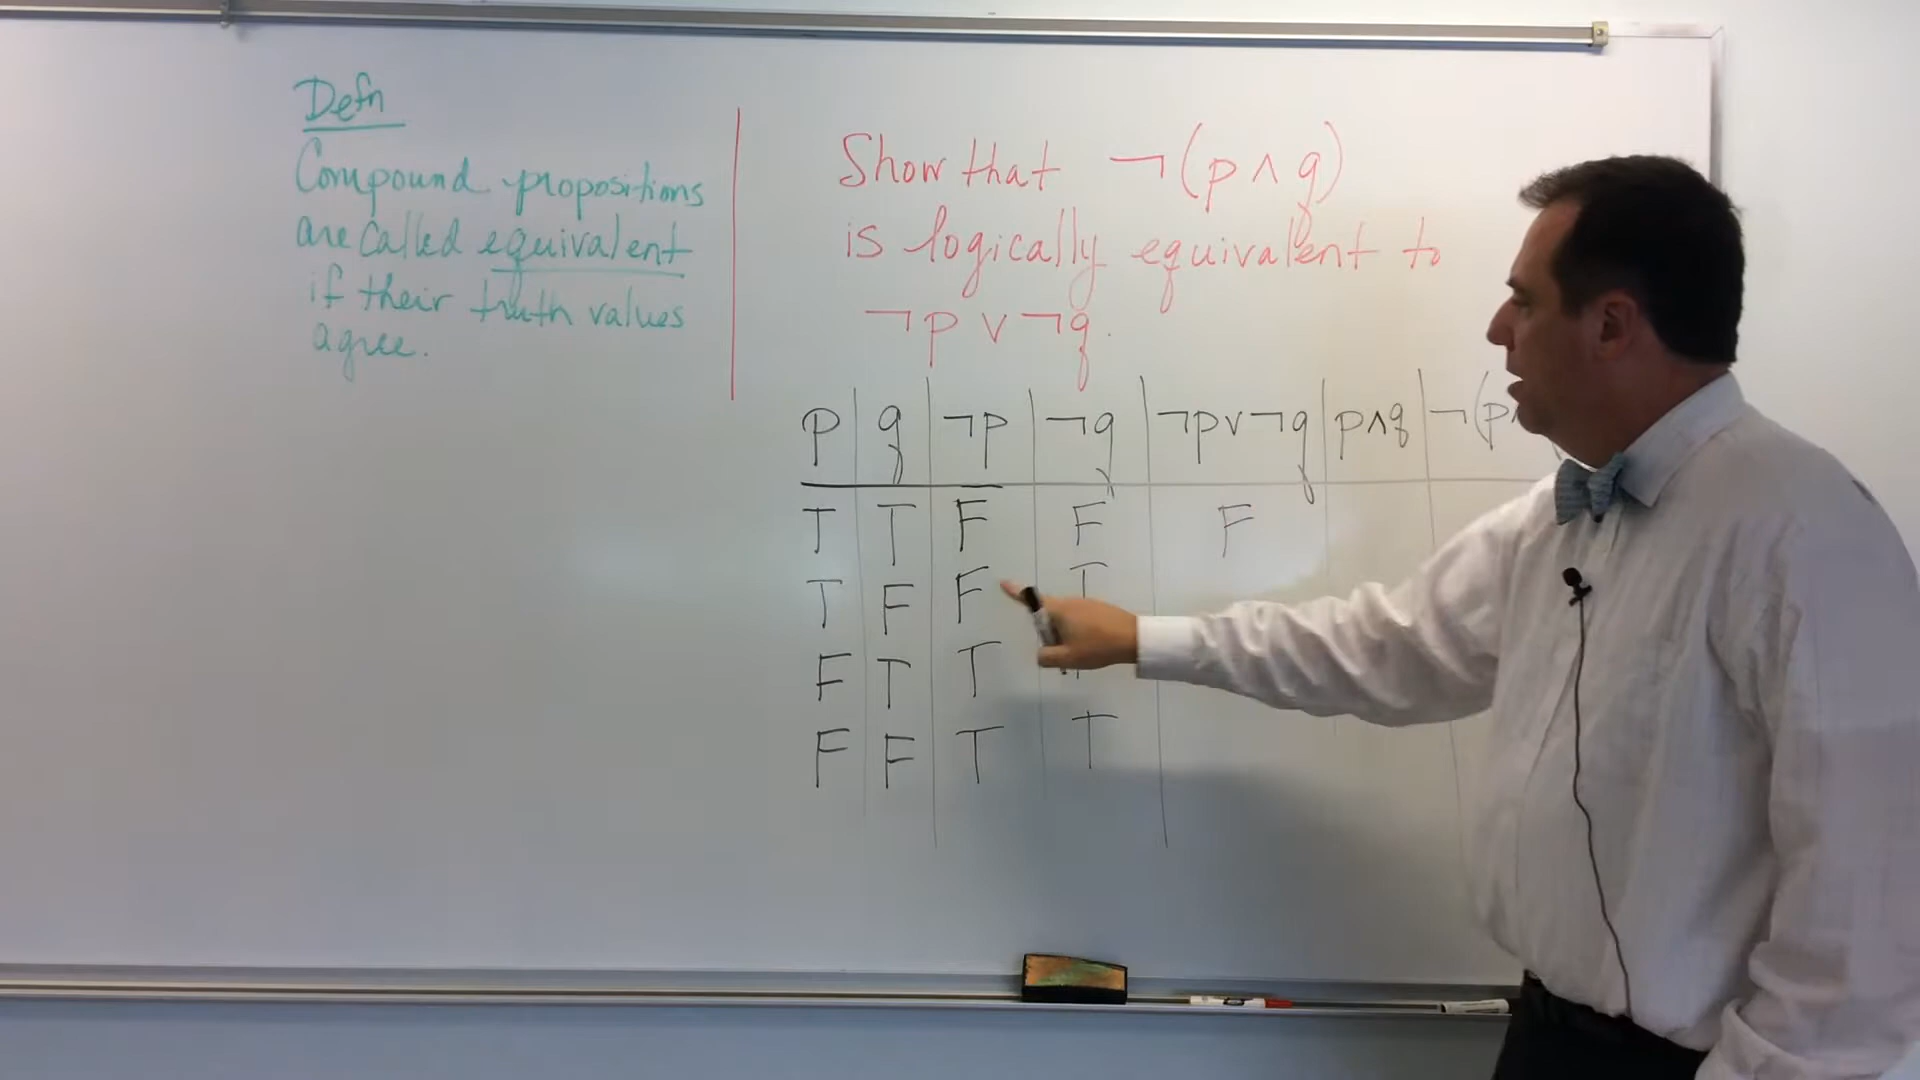 Defn
Compound propositions
are called equivalent
if their truth values
agree.
Show that ¬(p∧q)
is logically equivalent to
¬p ∨ ¬q.
p q ¬p ¬q ¬p∨¬q p∧q ¬(p
T T F F F
T F F T
F T T
F F T T